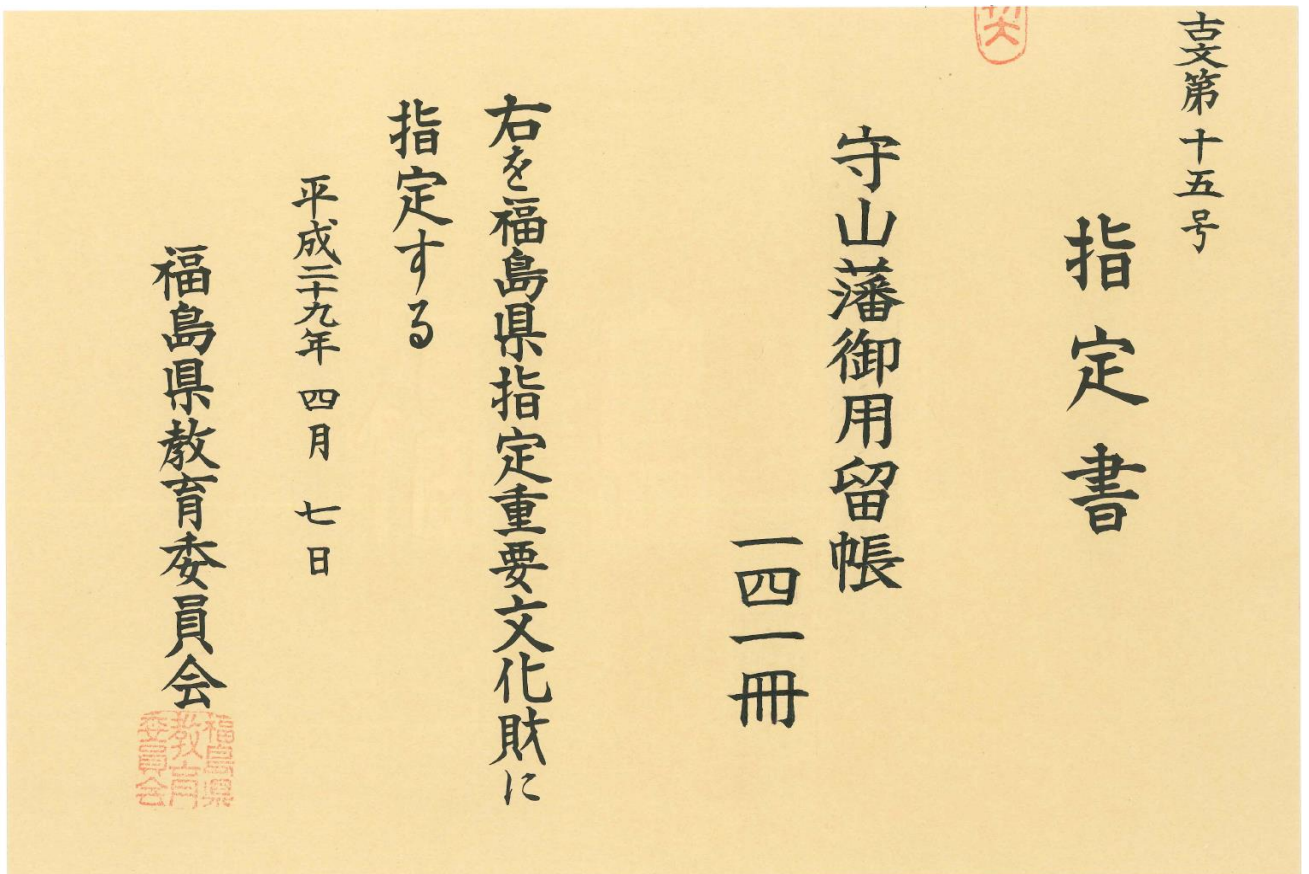 古文第十五号
指定書
守山藩御用留帳
一四一冊
右を福島県指定重要文化財に
指定する
平成二十九年 四月 七日
福島県教育委員会
福島県
教育
委員会